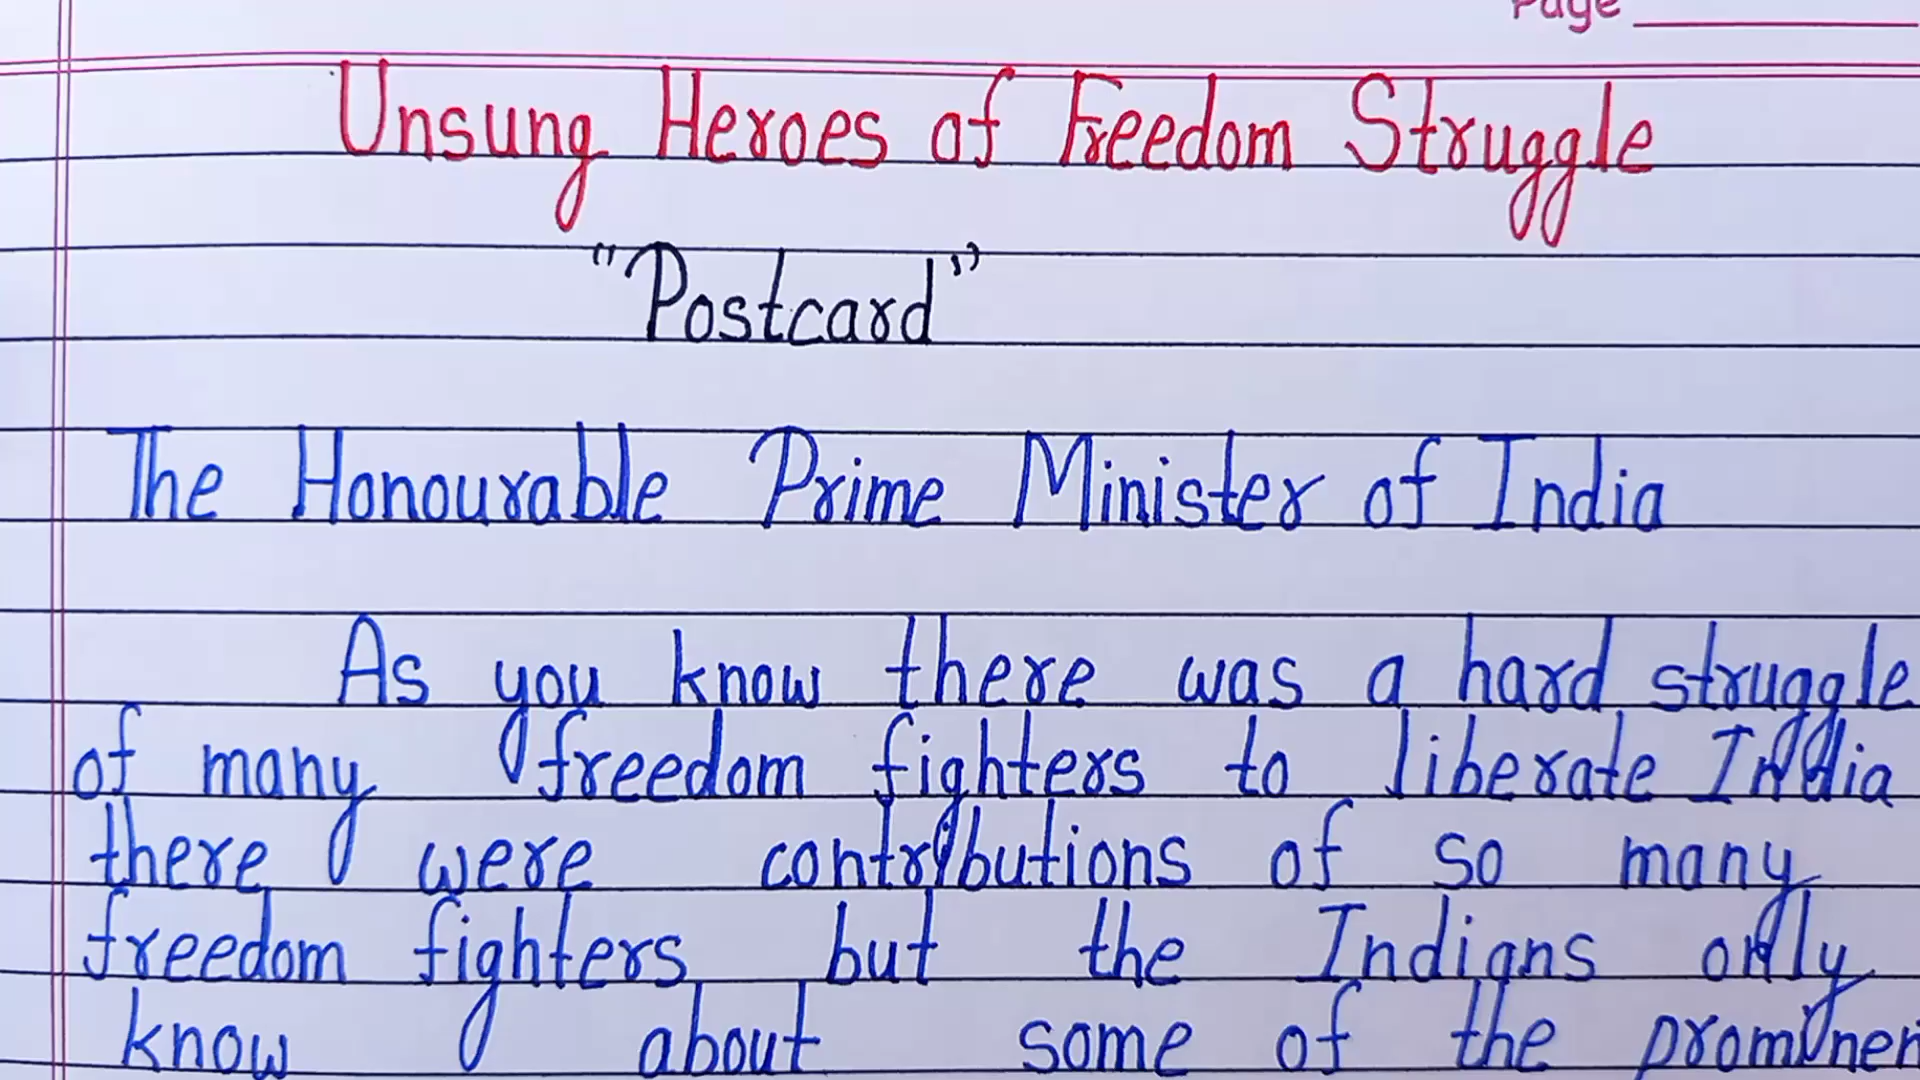 Page
Unsung Heroes of Freedom Struggle
"Postcard"
The Honourable Prime Minister of India
As you know there was a hard struggle
of many freedom fighters to liberate India
there were contributions of so many
freedom fighters but the Indians only
know about some of the prominen